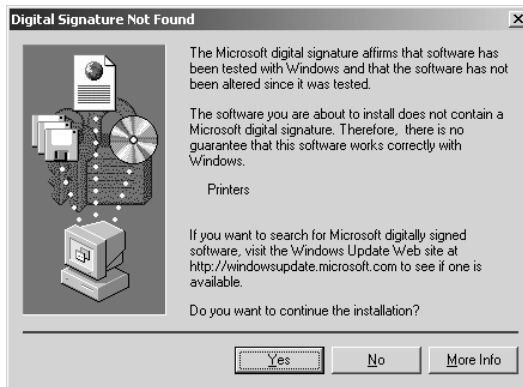 Digital Signature Not Found
The Microsoft digital signature affirms that software has
been tested with Windows and that the software has not
been altered since it was tested.
The software you are about to install does not contain a
Microsoft digital signature. Therefore, there is no
guarantee that this software works correctly with
Windows.
Printers
If you want to search for Microsoft digitally signed
software, visit the Windows Update Web site at
http://windowsupdate.microsoft.com to see if one is
available.
Do you want to continue the installation?
Yes No More Info